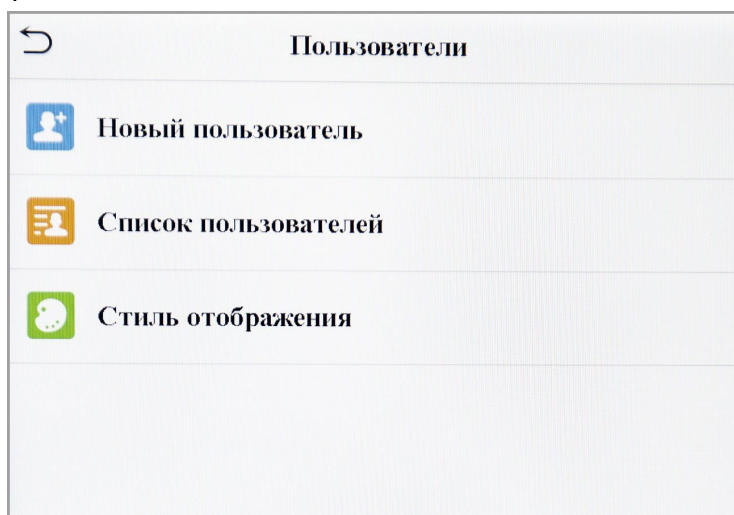 Пользователи
Новый пользователь
Список пользователей
Стиль отображения